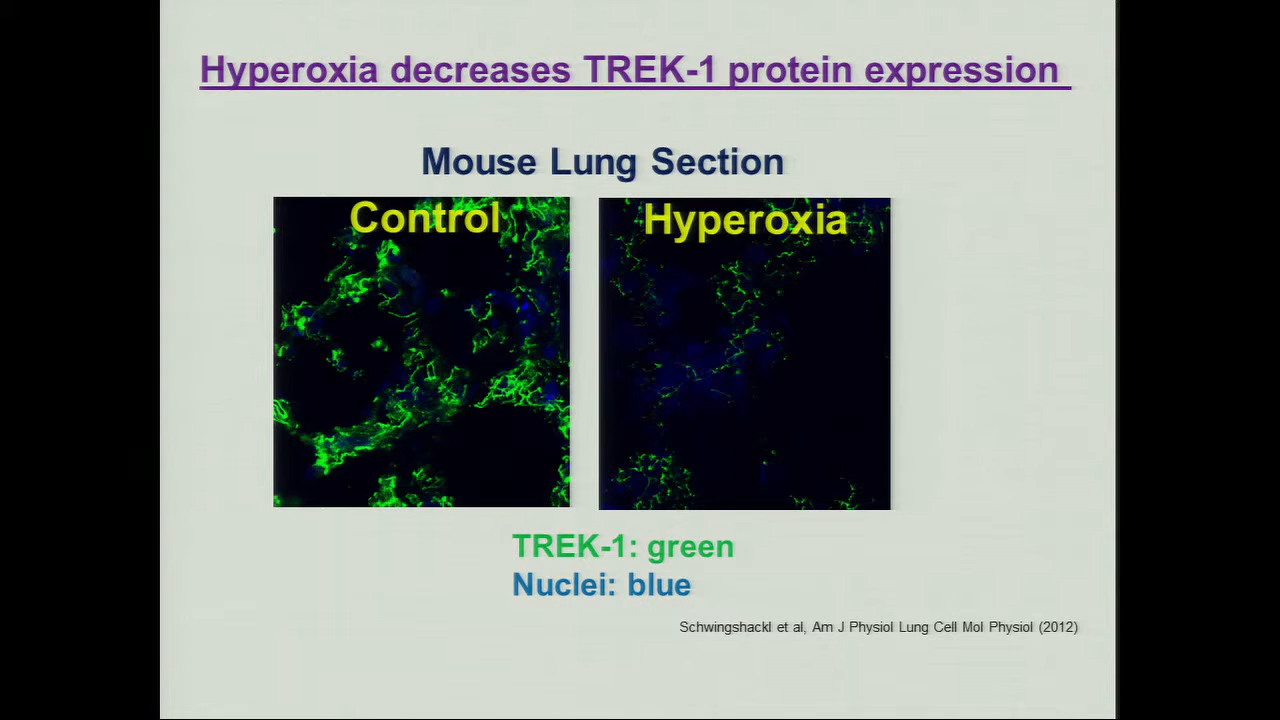 Hyperoxia decreases TREK-1 protein expression
Mouse Lung Section
Control
Hyperoxia
TREK-1: green
Nuclei: blue
Schwingshackl et al, Am J Physiol Lung Cell Mol Physiol (2012)